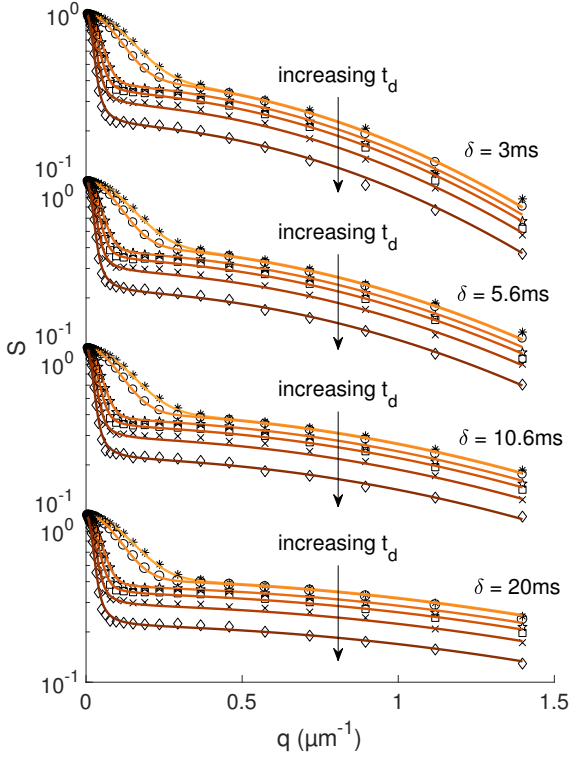 10^0
increasing t_d
δ = 3ms
10^-1
10^0
increasing t_d
δ = 5.6ms
10^-1
10^0
S
increasing t_d
δ = 10.6ms
10^-1
10^0
increasing t_d
δ = 20ms
10^-1
0 0.5 1 1.5
q (μm^-1)